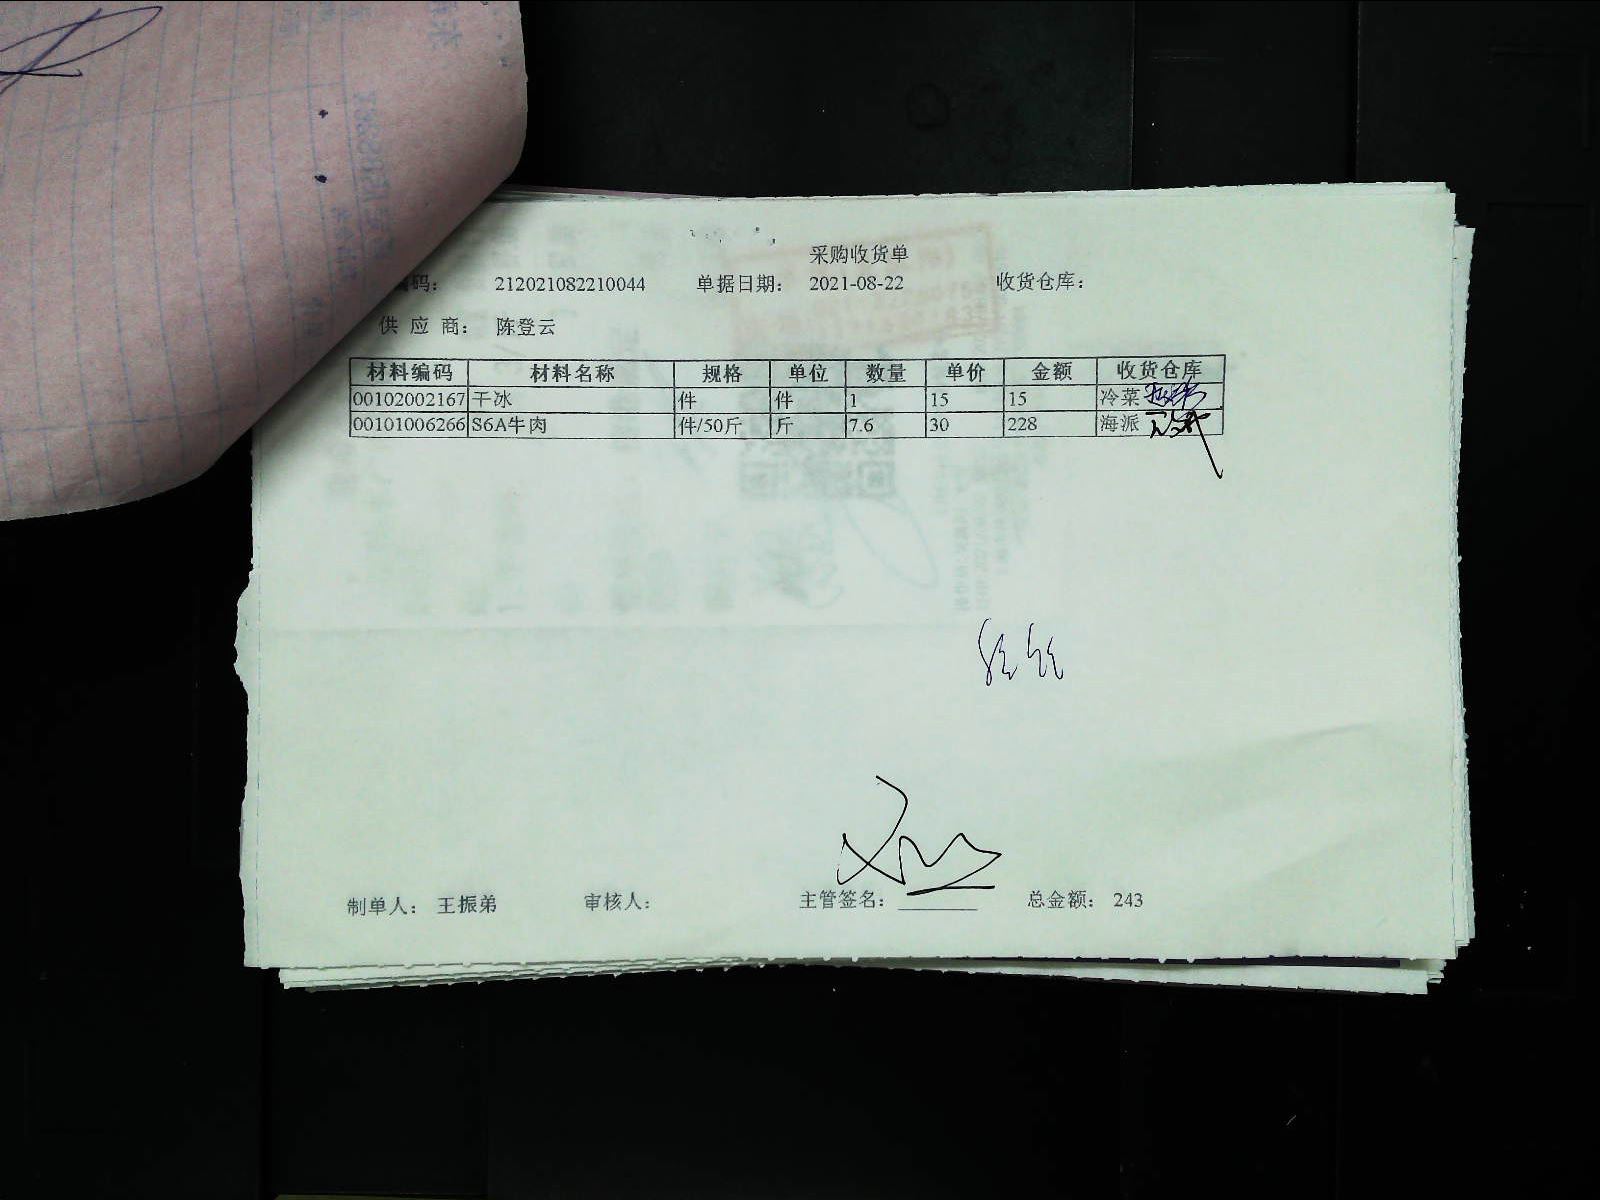 采购收货单
编码： 212021082210044 单据日期： 2021-08-22 收货仓库：
供 应 商： 陈登云
材料编码 材料名称 规格 单位 数量 单价 金额 收货仓库
00102002167 干冰 件 件 1 15 15 冷菜
00101006266 S6A牛肉 件/50斤 斤 7.6 30 228 海派
制单人： 王振弟 审核人： 主管签名： 总金额： 243